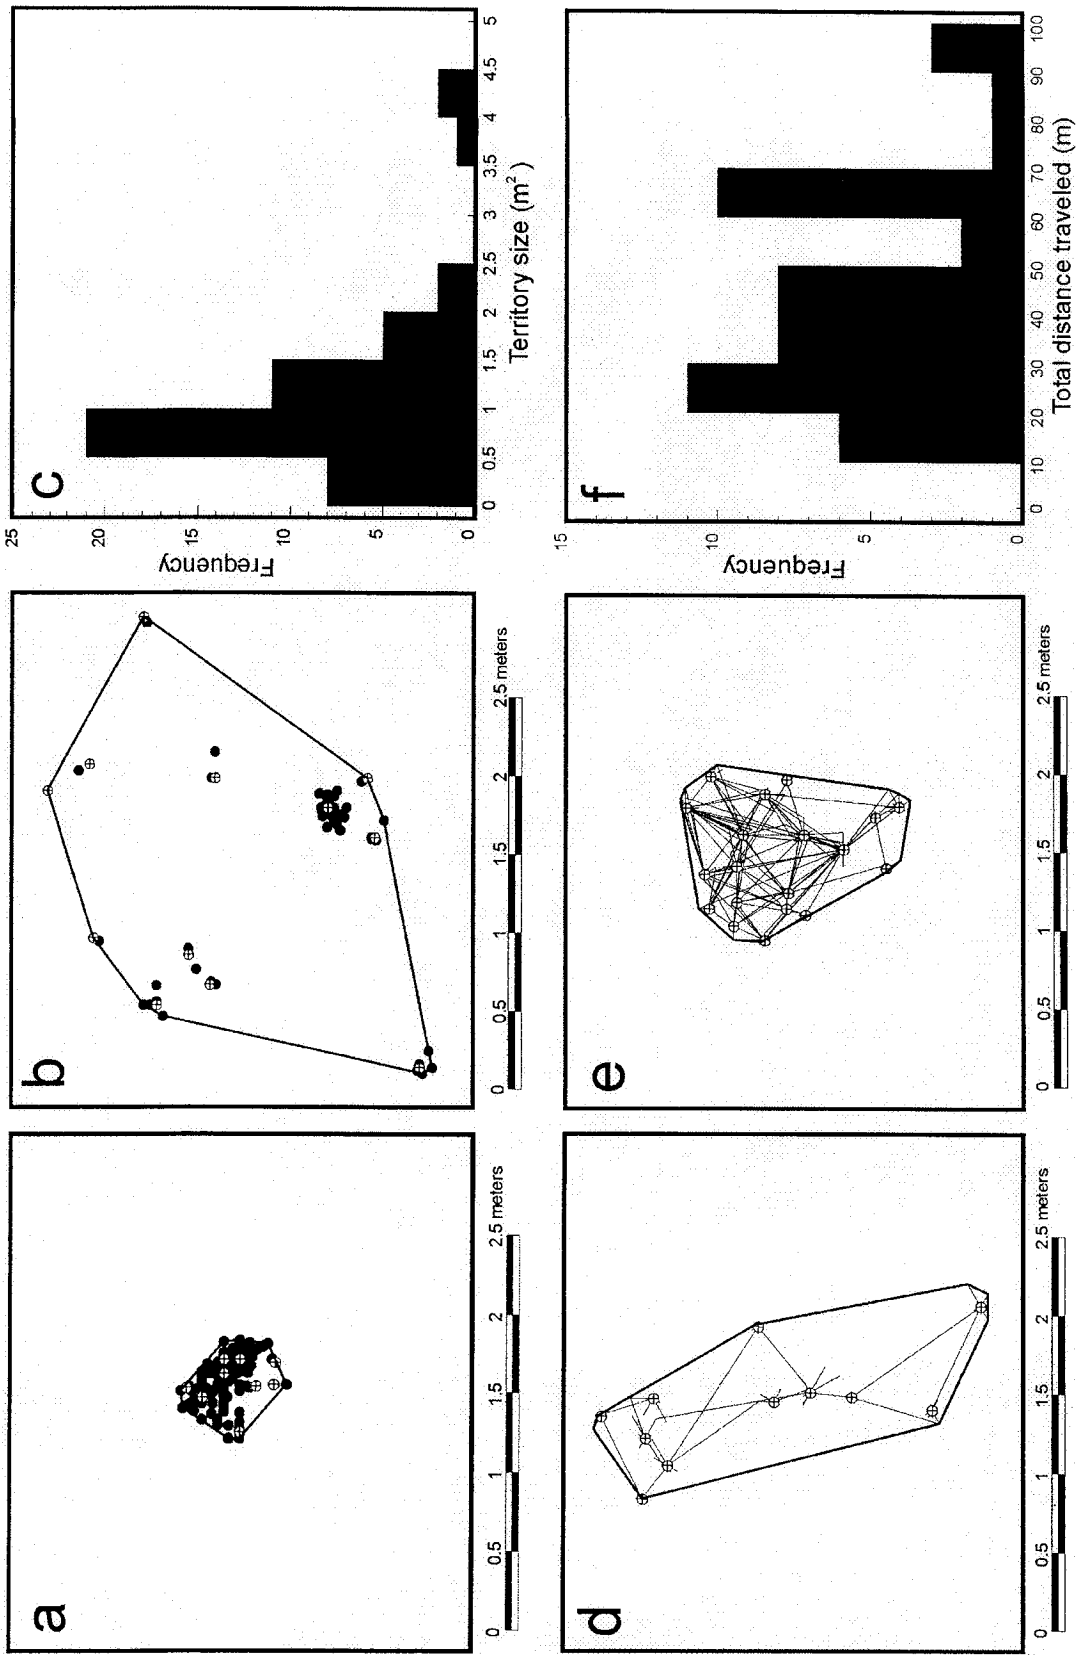 a
0 0.5 1 1.5 2 2.5 meters
b
0 0.5 1 1.5 2 2.5 meters
c
25
20
15
10
5
0
Frequency
0 0.5 1 1.5 2 2.5 3 3.5 4 4.5 5
Territory size (m²)
d
0 0.5 1 1.5 2 2.5 meters
e
0 0.5 1 1.5 2 2.5 meters
f
15
10
5
0
Frequency
0 10 20 30 40 50 60 70 80 90 100
Total distance traveled (m)